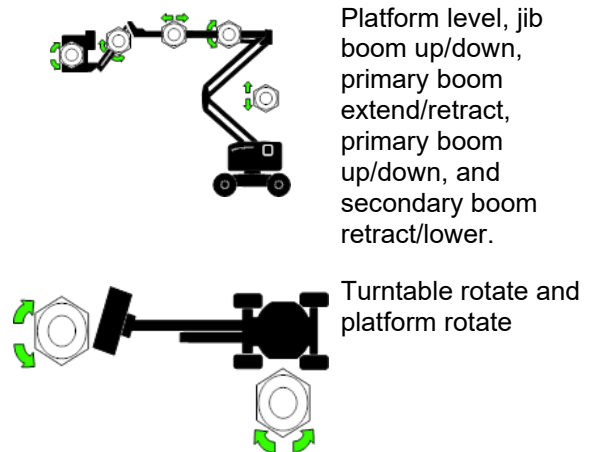 Platform level, jib
boom up/down,
primary boom
extend/retract,
primary boom
up/down, and
secondary boom
retract/lower.
Turntable rotate and
platform rotate